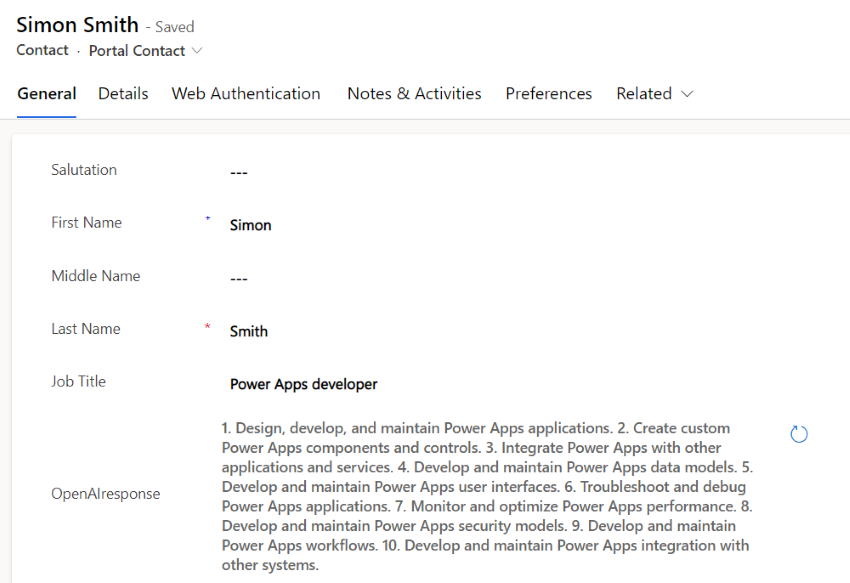 Simon Smith - Saved
Contact · Portal Contact
General Details Web Authentication Notes & Activities Preferences Related
Salutation ---
First Name * Simon
Middle Name ---
Last Name * Smith
Job Title Power Apps developer
OpenAIresponse
1. Design, develop, and maintain Power Apps applications. 2. Create custom
Power Apps components and controls. 3. Integrate Power Apps with other
applications and services. 4. Develop and maintain Power Apps data models. 5.
Develop and maintain Power Apps user interfaces. 6. Troubleshoot and debug
Power Apps applications. 7. Monitor and optimize Power Apps performance. 8.
Develop and maintain Power Apps security models. 9. Develop and maintain
Power Apps workflows. 10. Develop and maintain Power Apps integration with
other systems.